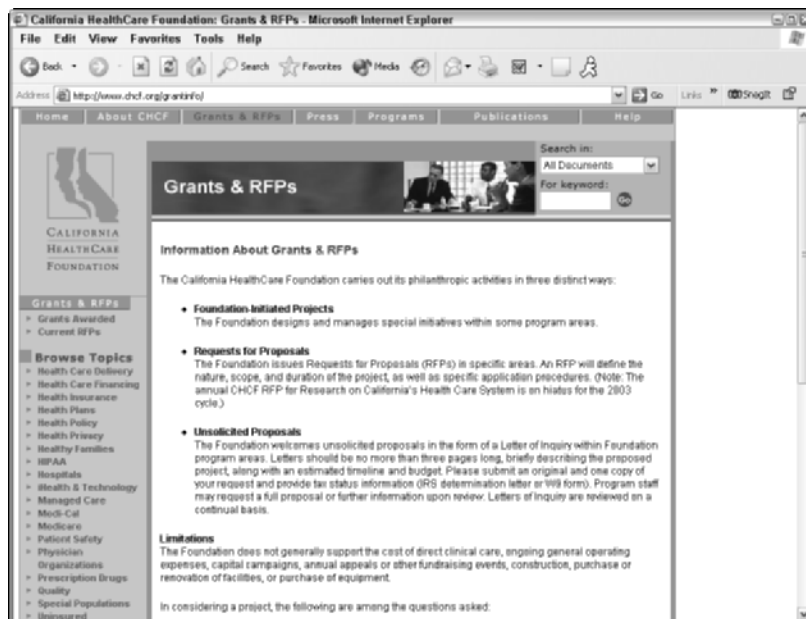 California HealthCare Foundation: Grants & RFPs - Microsoft Internet Explorer
File Edit View Favorites Tools Help
Back Search Favorites Media
Address http://www.chcf.org/grantinfo/ Go Links » SnagIt
Home About CHCF Grants & RFPs Press Programs Publications Help
Search in:
All Documents
For keyword:
Go
Grants & RFPs
CALIFORNIA
HEALTHCARE
FOUNDATION
Grants & RFPs
Grants Awarded
Current RFPs
Browse Topics
Health Care Delivery
Health Care Financing
Health Insurance
Health Plans
Health Policy
Health Privacy
Healthy Families
HIPAA
Hospitals
iHealth & Technology
Managed Care
Medi-Cal
Medicare
Patient Safety
Physician
Organizations
Prescription Drugs
Quality
Special Populations
Uninsured
Information About Grants & RFPs
The California HealthCare Foundation carries out its philanthropic activities in three distinct ways:
• Foundation-Initiated Projects
The Foundation designs and manages special initiatives within some program areas.
• Requests for Proposals
The Foundation issues Requests for Proposals (RFPs) in specific areas. An RFP will define the
nature, scope, and duration of the project, as well as specific application procedures. (Note: The
annual CHCF RFP for Research on California's Health Care System is on hiatus for the 2003
cycle.)
• Unsolicited Proposals
The Foundation welcomes unsolicited proposals in the form of a Letter of Inquiry within Foundation
program areas. Letters should be no more than three pages long, briefly describing the proposed
project, along with an estimated timeline and budget. Please submit an original and one copy of
your request and provide tax status information (IRS determination letter or W9 form). Program staff
may request a full proposal or further information upon review. Letters of Inquiry are reviewed on a
continual basis.
Limitations
The Foundation does not generally support the cost of direct clinical care, ongoing general operating
expenses, capital campaigns, annual appeals or other fundraising events, construction, purchase or
renovation of facilities, or purchase of equipment.
In considering a project, the following are among the questions asked: